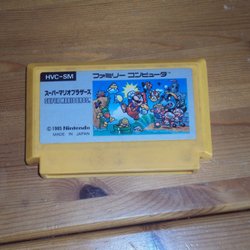 HVC-SM
ファミリー コンピュータ
スーパーマリオブラザーズ
SUPER MARIO BROS.
©1985 Nintendo
MADE IN JAPAN